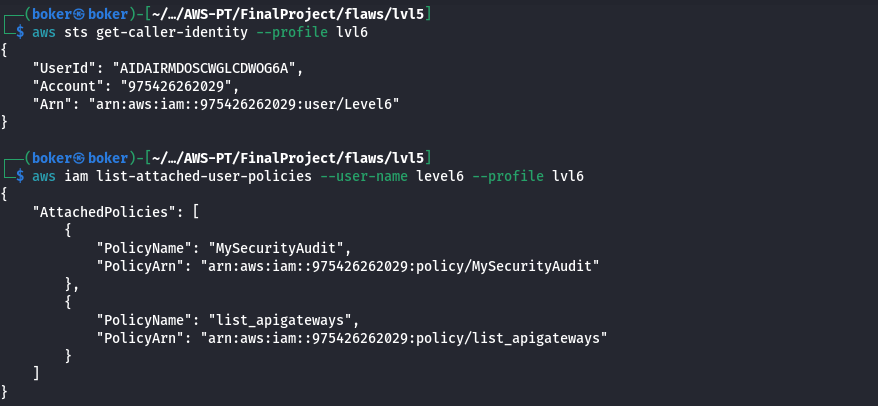 ┌──(boker㉿boker)-[~/…/AWS-PT/FinalProject/flaws/lvl5]
└─$ aws sts get-caller-identity --profile lvl6
{
    "UserId": "AIDAIRMDOSCWGLCDWOG6A",
    "Account": "975426262029",
    "Arn": "arn:aws:iam::975426262029:user/Level6"
}
┌──(boker㉿boker)-[~/…/AWS-PT/FinalProject/flaws/lvl5]
└─$ aws iam list-attached-user-policies --user-name level6 --profile lvl6
{
    "AttachedPolicies": [
        {
            "PolicyName": "MySecurityAudit",
            "PolicyArn": "arn:aws:iam::975426262029:policy/MySecurityAudit"
        },
        {
            "PolicyName": "list_apigateways",
            "PolicyArn": "arn:aws:iam::975426262029:policy/list_apigateways"
        }
    ]
}